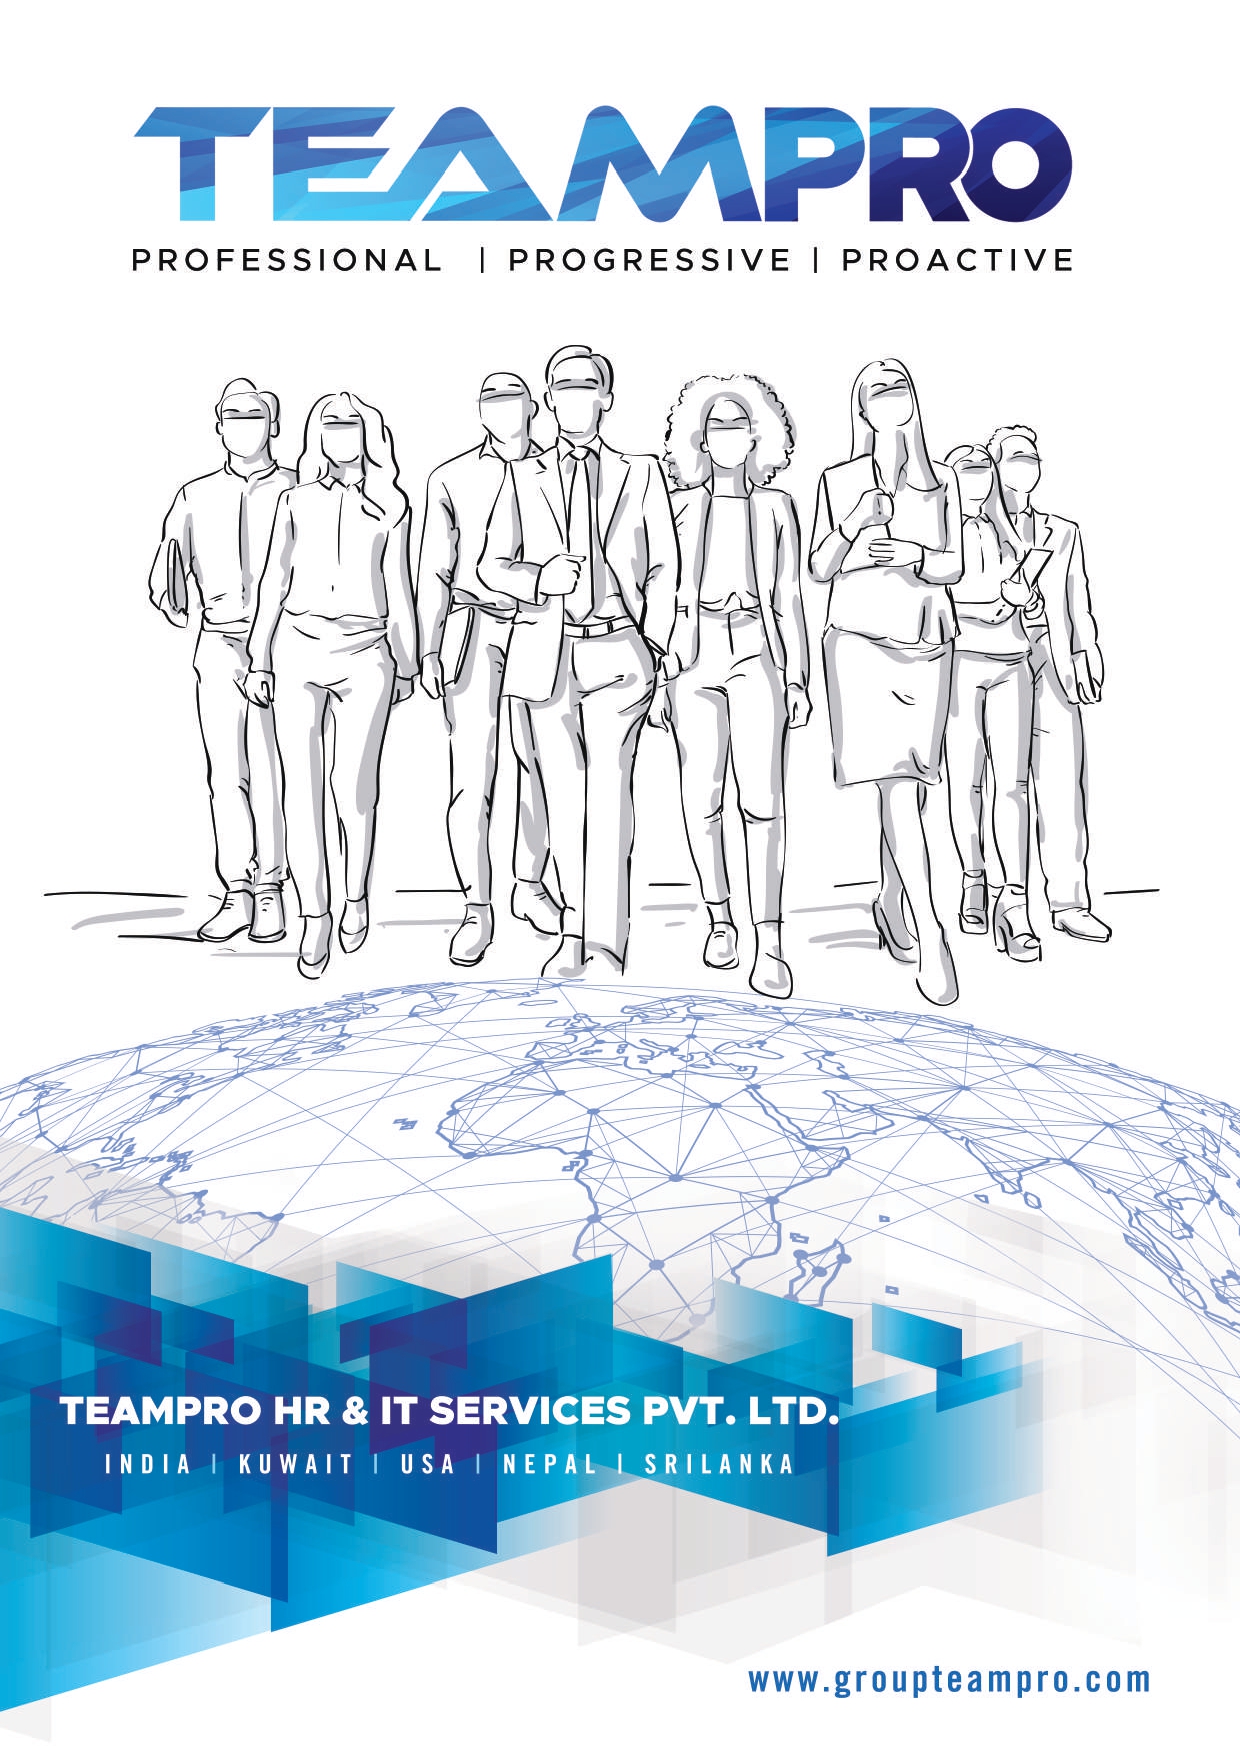 TEAMPRO
PROFESSIONAL | PROGRESSIVE | PROACTIVE
TEAMPRO HR & IT SERVICES PVT. LTD.
INDIA | KUWAIT | USA | NEPAL | SRILANKA
www.groupteampro.com